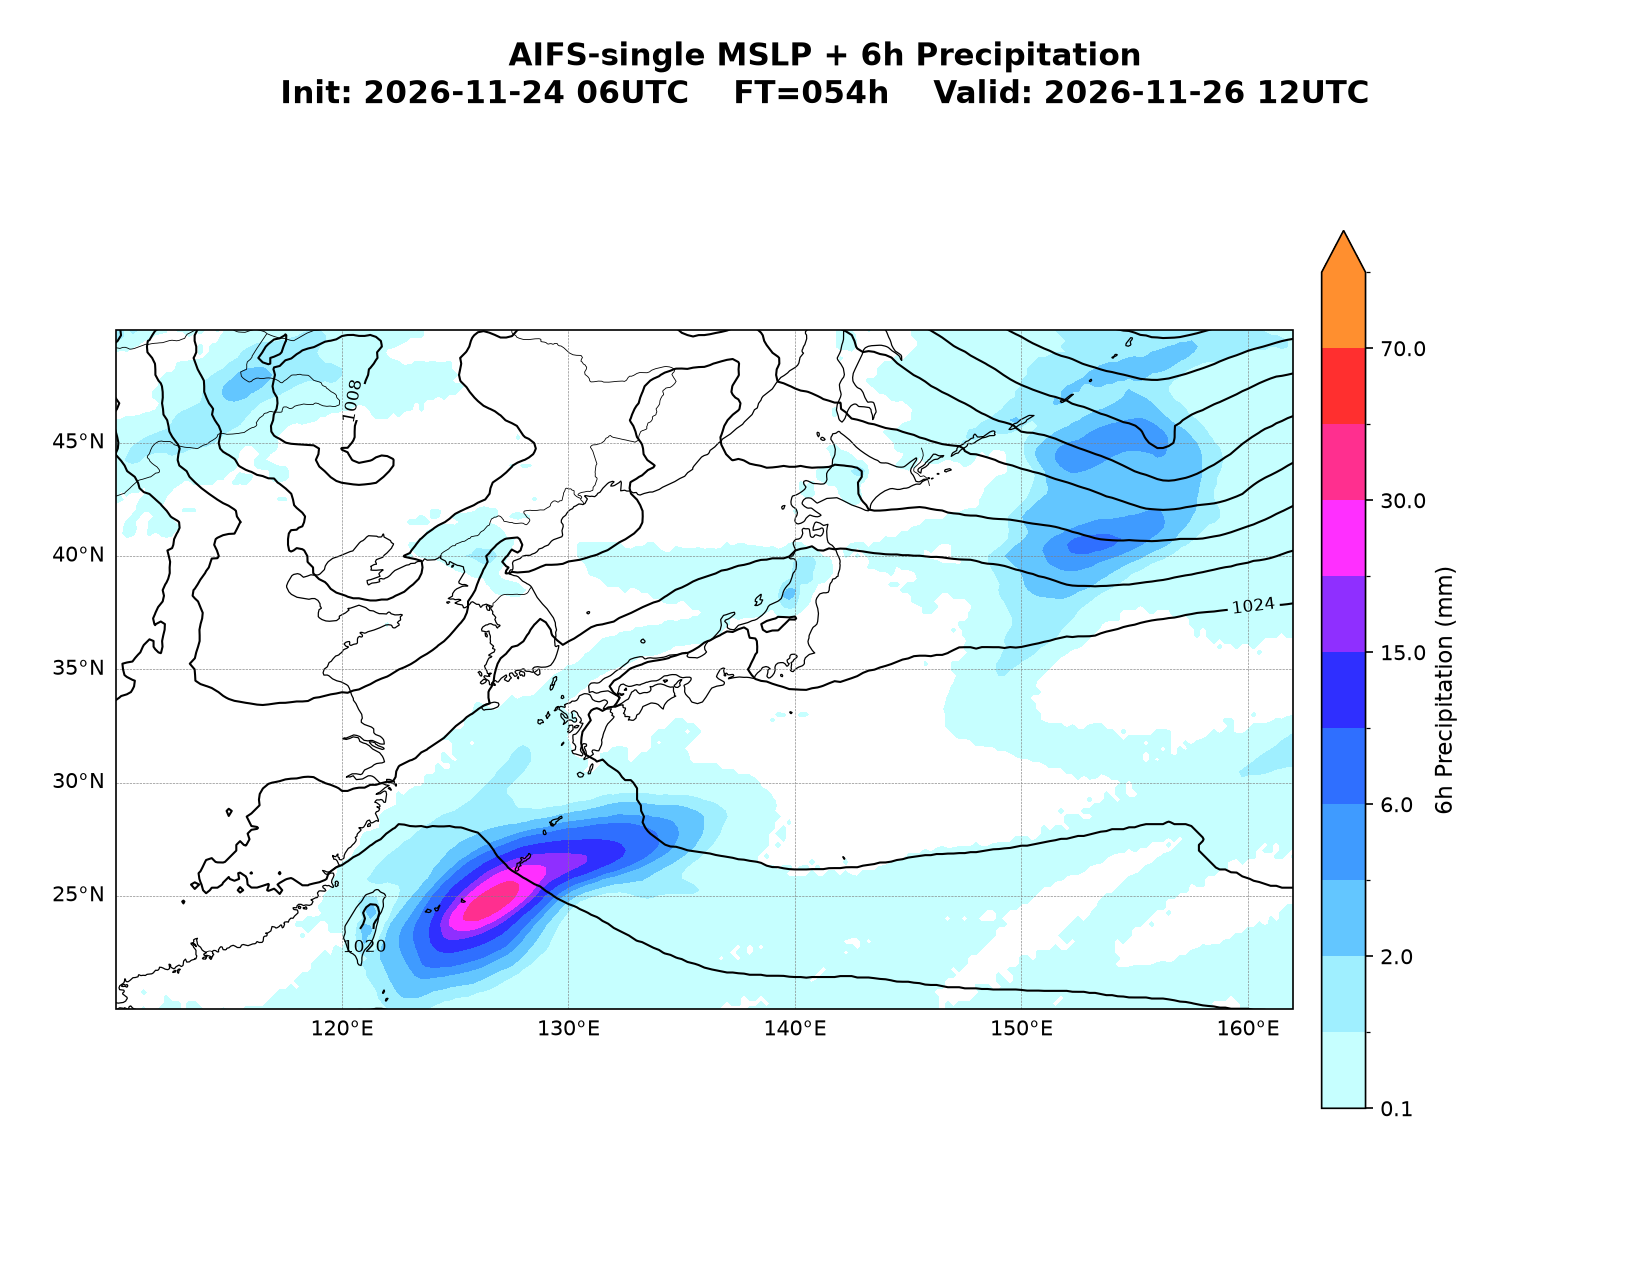 AIFS-single MSLP + 6h Precipitation
Init: 2026-11-24 06UTC    FT=054h    Valid: 2026-11-26 12UTC
70.0
30.0
15.0
6.0
2.0
0.1
6h Precipitation (mm)
45°N
40°N
35°N
30°N
25°N
1008
1024
1020
120°E
130°E
140°E
150°E
160°E